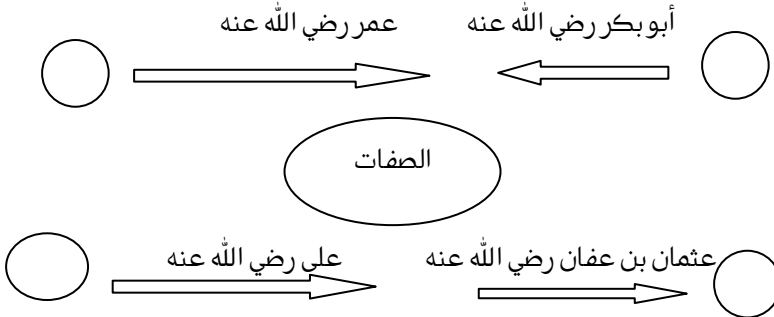 أبو بكر رضي الله عنه
عمر رضي الله عنه
الصفات
عثمان بن عفان رضي الله عنه
على رضي الله عنه